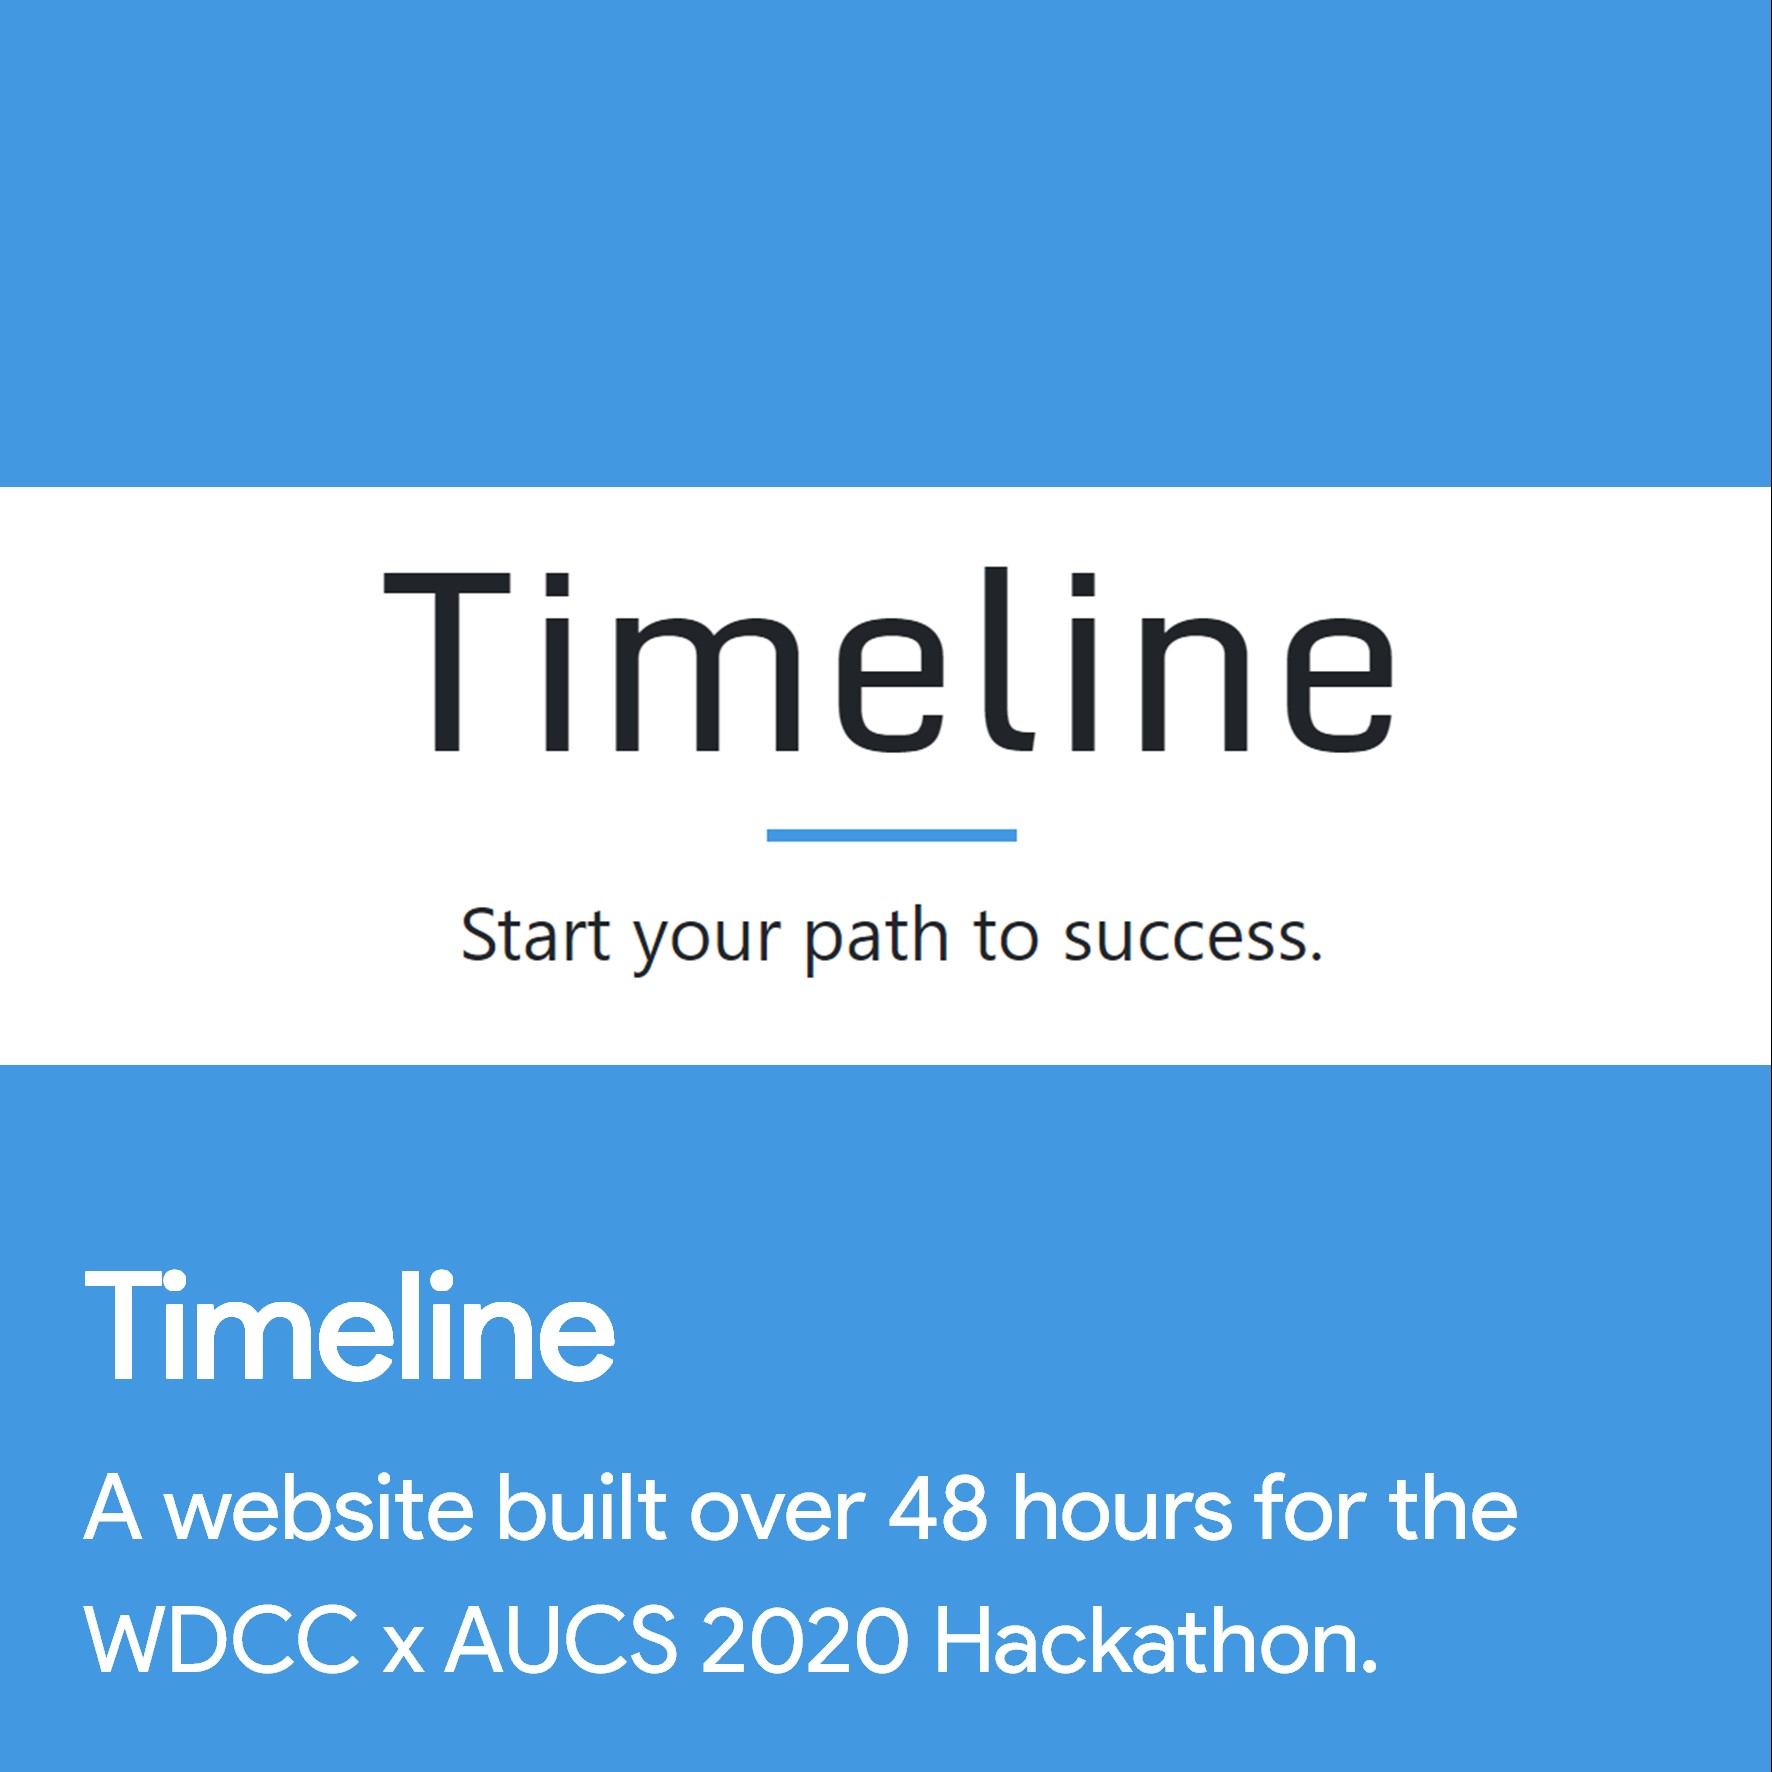 Timeline
Start your path to success.
Timeline
A website built over 48 hours for the
WDCC x AUCS 2020 Hackathon.